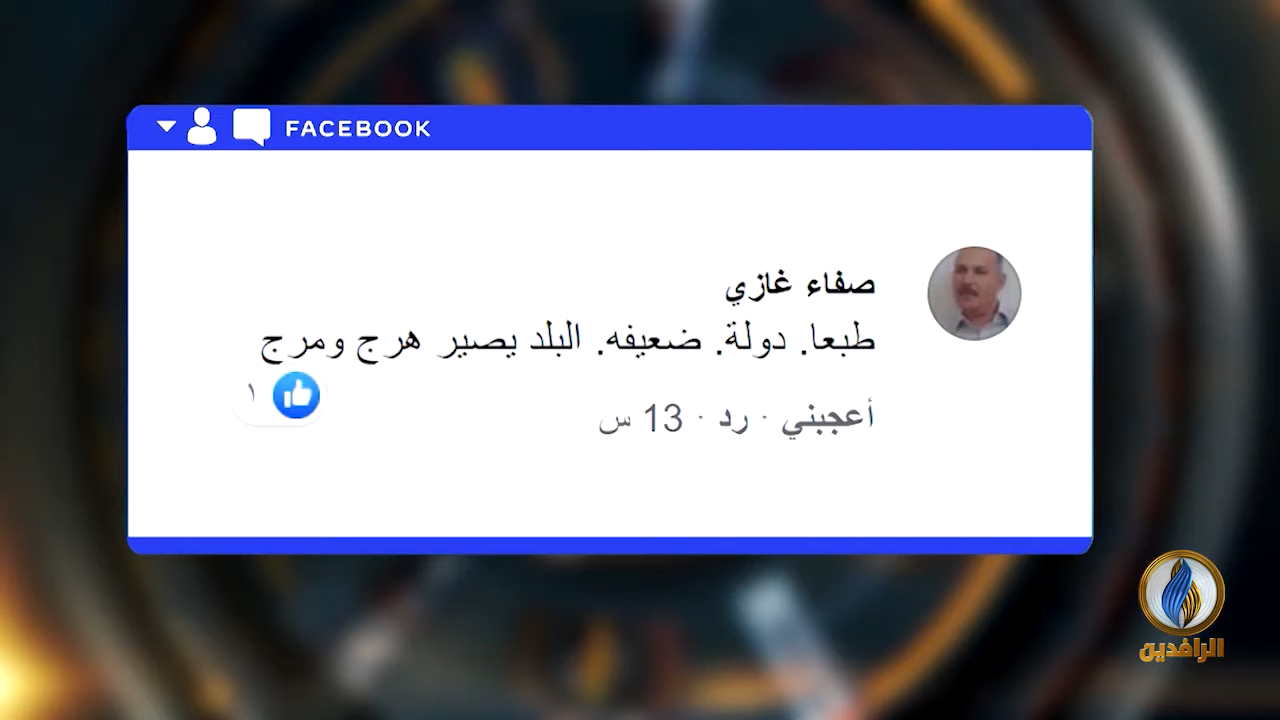 FACEBOOK
صفاء غازي
طبعا. دولة. ضعيفه. البلد يصير هرج ومرج
١
أعجبني · رد · 13 س
الرافدين